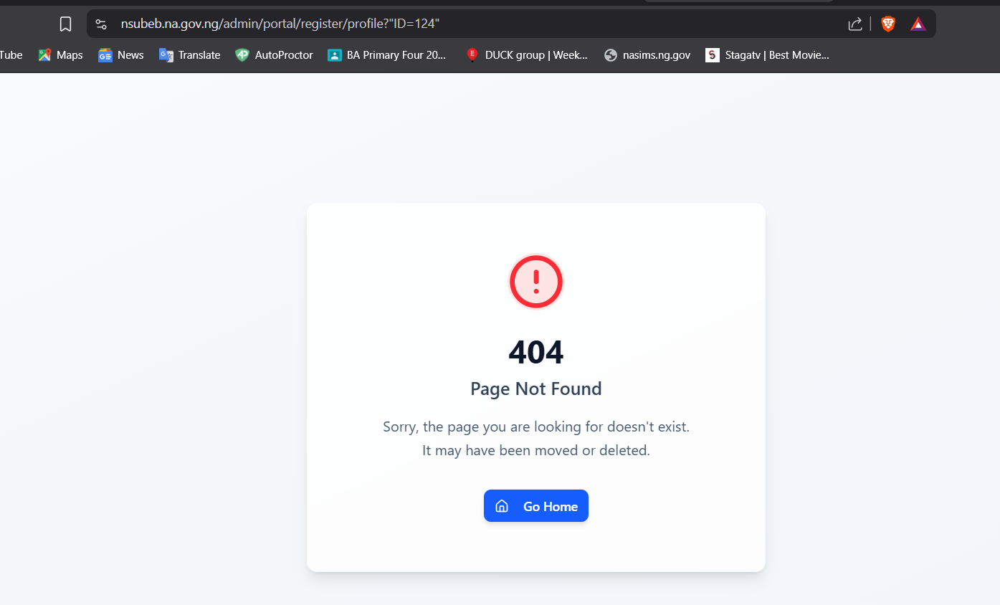 nsubeb.na.gov.ng/admin/portal/register/profile?"ID=124"
Tube Maps News Translate AutoProctor BA Primary Four 20... DUCK group | Week... nasims.ng.gov Stagatv | Best Movie...
404
Page Not Found
Sorry, the page you are looking for doesn't exist.
It may have been moved or deleted.
Go Home